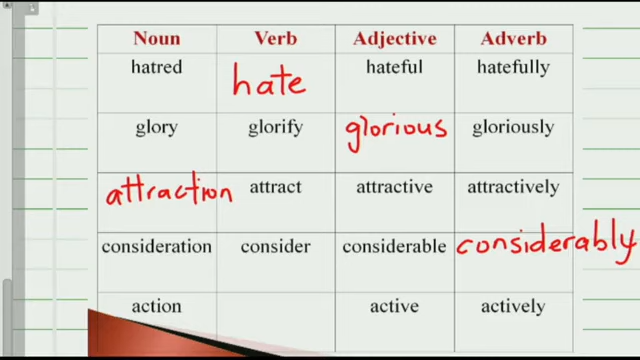 Noun Verb Adjective Adverb
hatred hate hateful hatefully
glory glorify glorious gloriously
attraction attract attractive attractively
consideration consider considerable considerably
action active actively